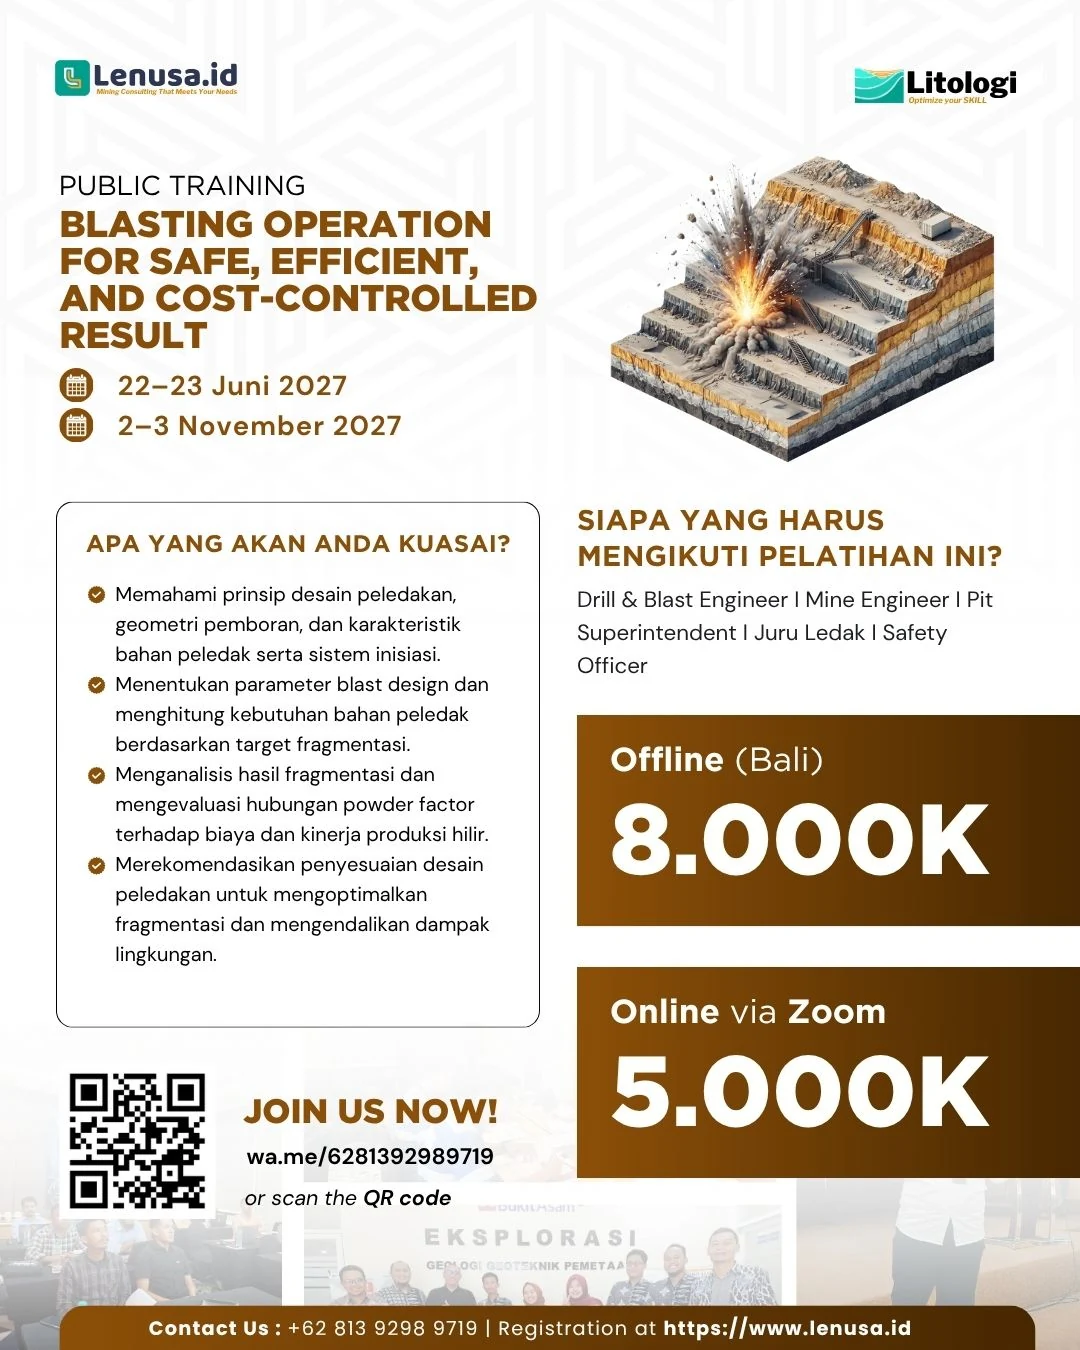 Lenusa.id
Mining Consulting That Meets Your Needs
Litologi
Optimize your SKILL
PUBLIC TRAINING
BLASTING OPERATION
FOR SAFE, EFFICIENT,
AND COST-CONTROLLED
RESULT
22–23 Juni 2027
2–3 November 2027
APA YANG AKAN ANDA KUASAI?
Memahami prinsip desain peledakan,
geometri pemboran, dan karakteristik
bahan peledak serta sistem inisiasi.
Menentukan parameter blast design dan
menghitung kebutuhan bahan peledak
berdasarkan target fragmentasi.
Menganalisis hasil fragmentasi dan
mengevaluasi hubungan powder factor
terhadap biaya dan kinerja produksi hilir.
Merekomendasikan penyesuaian desain
peledakan untuk mengoptimalkan
fragmentasi dan mengendalikan dampak
lingkungan.
SIAPA YANG HARUS
MENGIKUTI PELATIHAN INI?
Drill & Blast Engineer l Mine Engineer l Pit
Superintendent l Juru Ledak l Safety
Officer
Offline (Bali)
8.000K
Online via Zoom
5.000K
JOIN US NOW!
wa.me/6281392989719
or scan the QR code
BukitAsam
EKSPLORASI
GEOLOGI GEOTEKNIK PEMETAA
Contact Us : +62 813 9298 9719 | Registration at https://www.lenusa.id